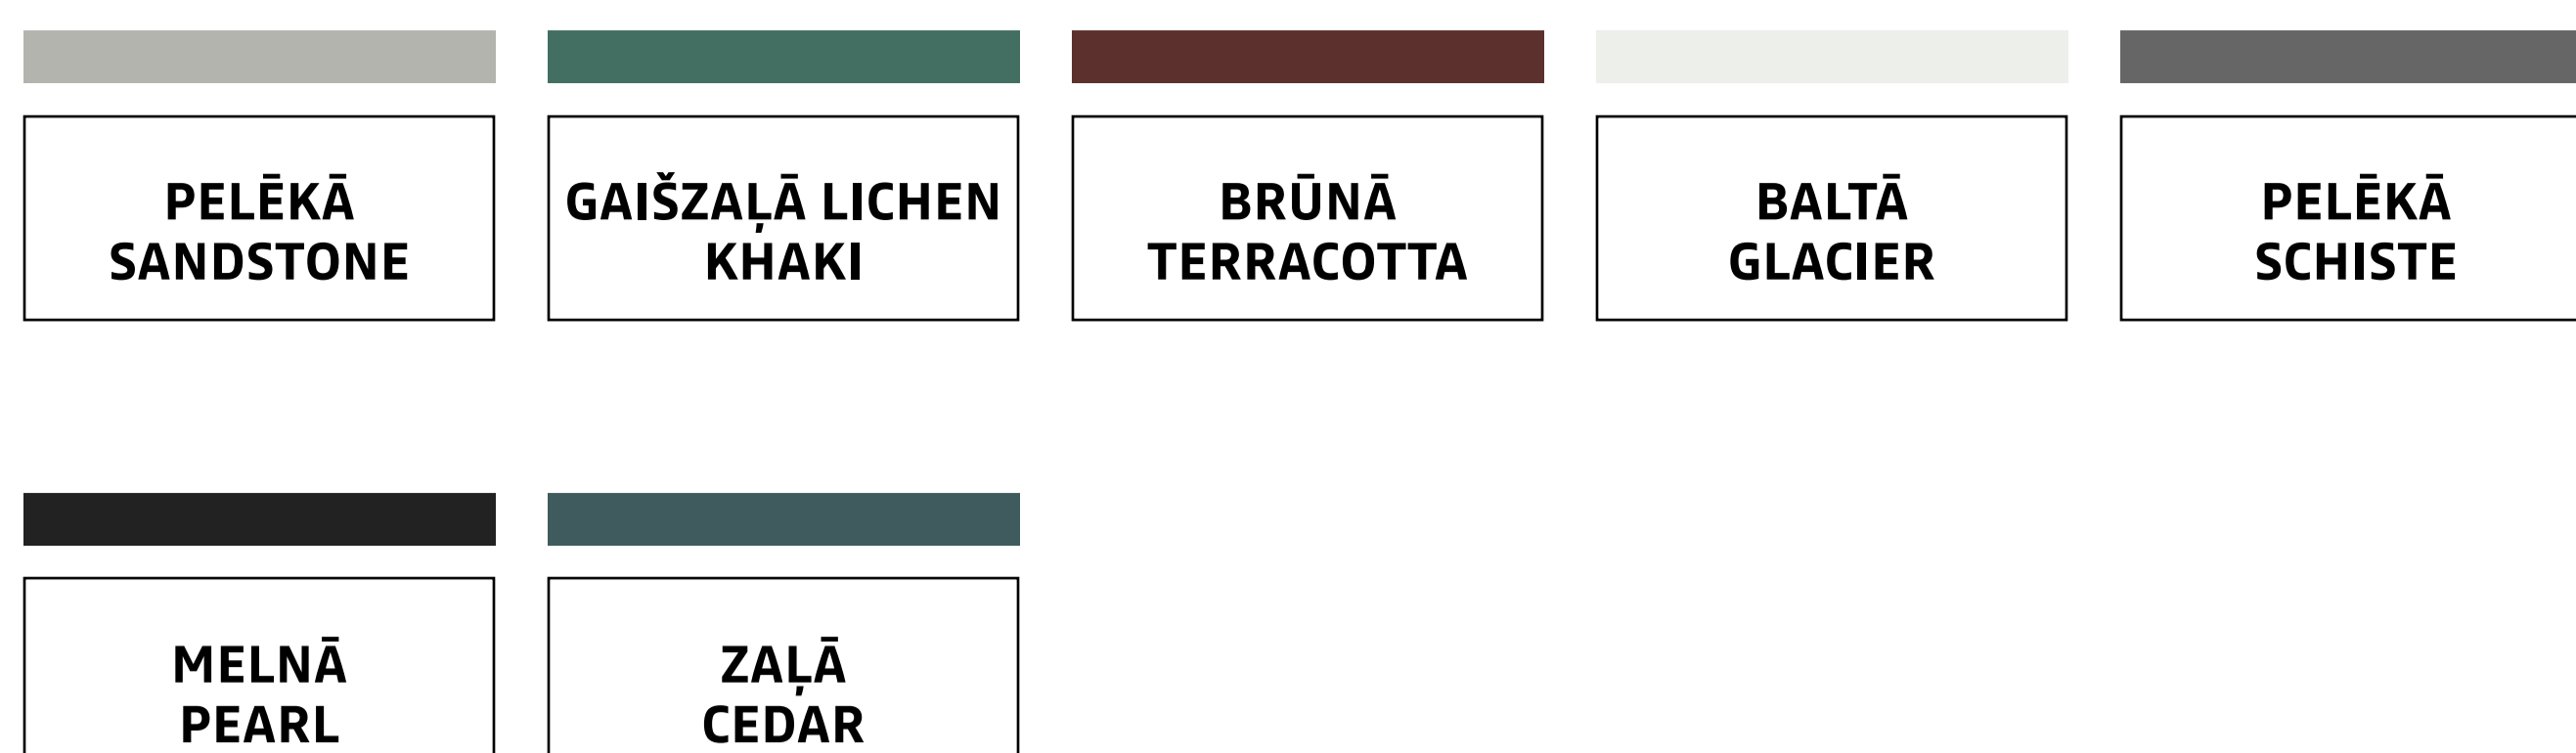 PELĒKĀ
SANDSTONE
GAIŠZAĻĀ LICHEN
KHAKI
BRŪNĀ
TERRACOTTA
BALTĀ
GLACIER
PELĒKĀ
SCHISTE
MELNĀ
PEARL
ZAĻĀ
CEDAR